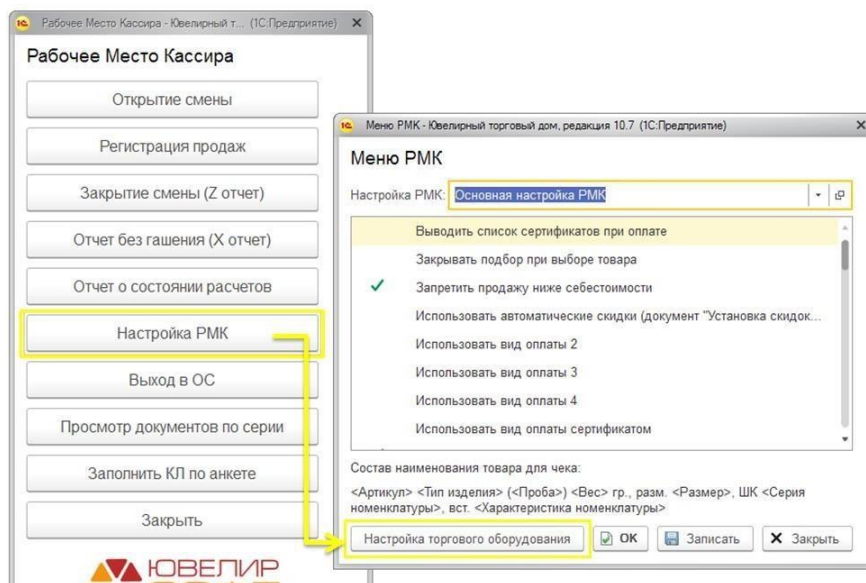 Рабочее Место Кассира - Ювелирный т... (1С:Предприятие)
Рабочее Место Кассира
Открытие смены
Регистрация продаж
Закрытие смены (Z отчет)
Отчет без гашения (X отчет)
Отчет о состоянии расчетов
Настройка РМК
Выход в ОС
Просмотр документов по серии
Заполнить КЛ по анкете
Закрыть
ЮВЕЛИР
Меню РМК - Ювелирный торговый дом, редакция 10.7 (1С:Предприятие)
Меню РМК
Настройка РМК: Основная настройка РМК
Выводить список сертификатов при оплате
Закрывать подбор при выборе товара
Запретить продажу ниже себестоимости
Использовать автоматические скидки (документ "Установка скидок...
Использовать вид оплаты 2
Использовать вид оплаты 3
Использовать вид оплаты 4
Использовать вид оплаты сертификатом
Состав наименования товара для чека:
<Артикул> <Тип изделия> (<Проба>) <Вес> гр., разм. <Размер>, ШК <Серия
номенклатуры>, вст. <Характеристика номенклатуры>
Настройка торгового оборудования OK Записать Закрыть